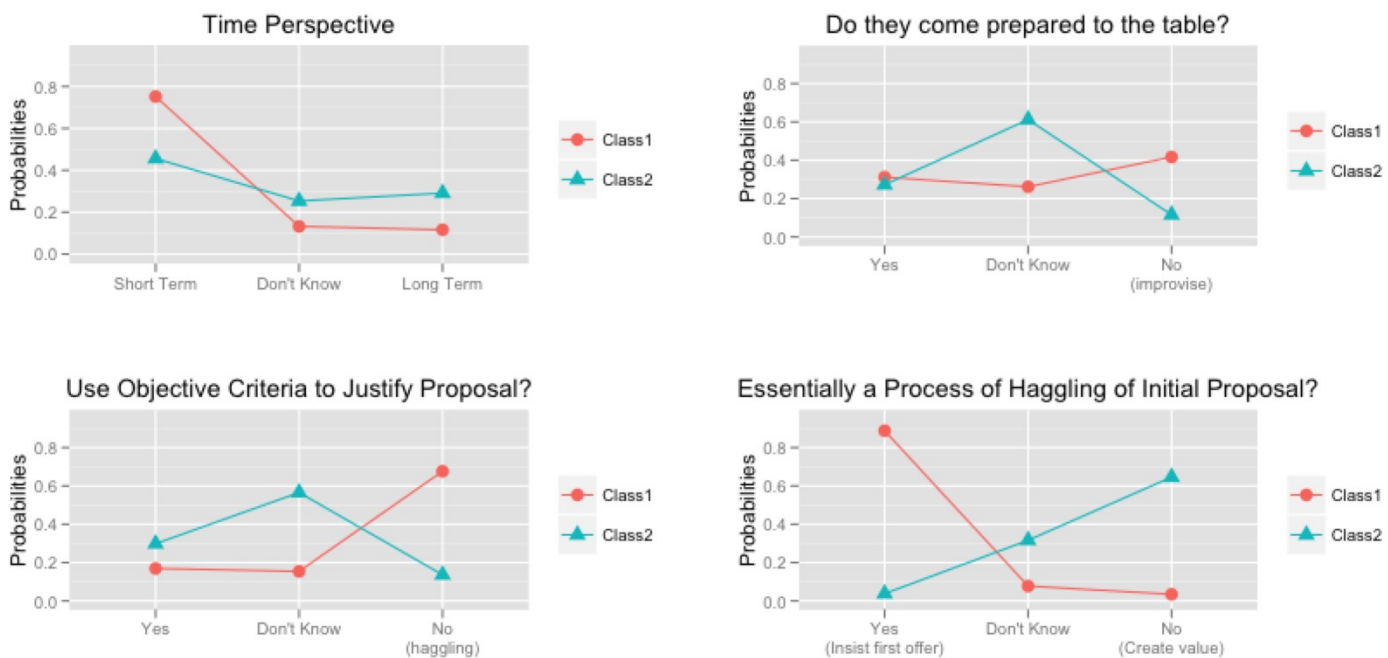 Time Perspective
Probabilities
0.8
0.6
0.4
0.2
0.0
Short Term Don't Know Long Term
Class1
Class2
Do they come prepared to the table?
Probabilities
0.8
0.6
0.4
0.2
0.0
Yes Don't Know No
(improvise)
Class1
Class2
Use Objective Criteria to Justify Proposal?
Probabilities
0.8
0.6
0.4
0.2
0.0
Yes Don't Know No
(haggling)
Class1
Class2
Essentially a Process of Haggling of Initial Proposal?
Probabilities
0.8
0.6
0.4
0.2
0.0
Yes Don't Know No
(Insist first offer) (Create value)
Class1
Class2